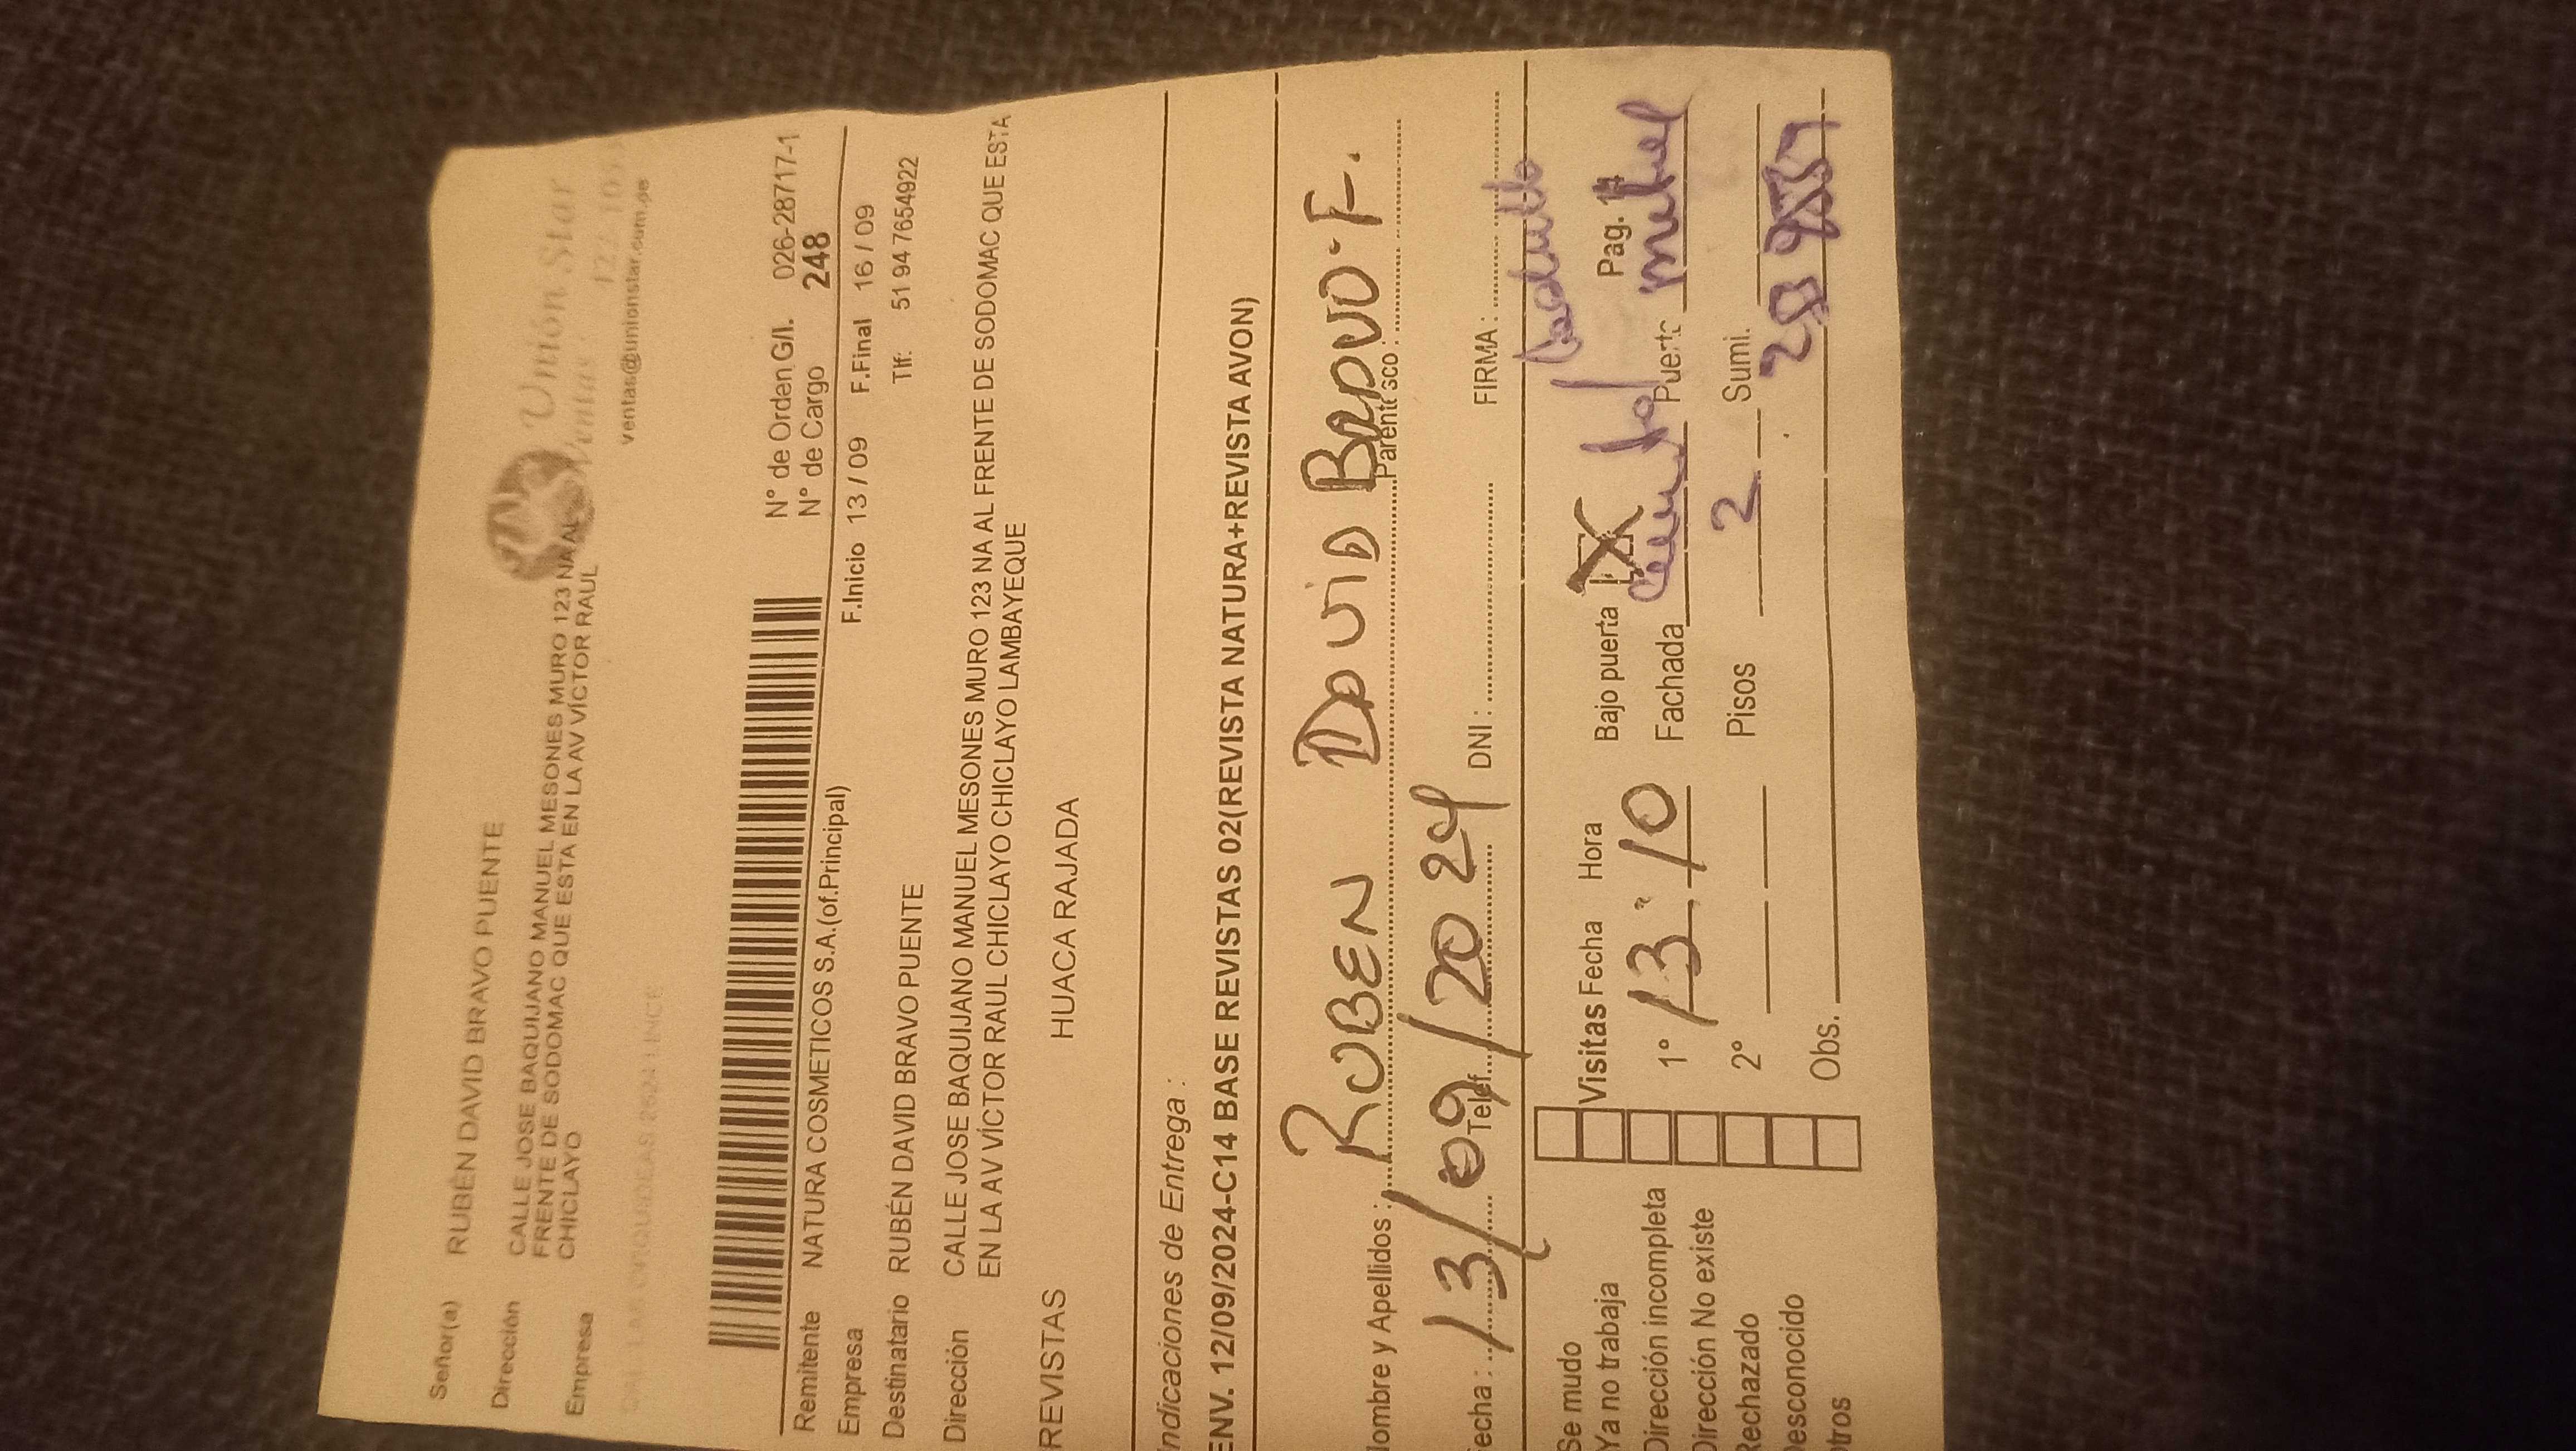 Unión Star
Ventas:
ventas@unionstar.com.pe
Señor(a) RUBÉN DAVID BRAVO PUENTE
Dirección CALLE JOSE BAQUIJANO MANUEL MESONES MURO 123 NA AL
FRENTE DE SODOMAC QUE ESTA EN LA AV VÍCTOR RAUL
CHICLAYO
Empresa
N° de Orden G/I. 026-28717-1
N° de Cargo 248
Remitente NATURA COSMETICOS S.A.(of.Principal)
Empresa F.Inicio 13 / 09 F.Final 16 / 09
Destinatario RUBÉN DAVID BRAVO PUENTE Tlf: 51 94 7654922
Dirección CALLE JOSE BAQUIJANO MANUEL MESONES MURO 123 NA AL FRENTE DE SODOMAC QUE ESTA
EN LA AV VÍCTOR RAUL CHICLAYO CHICLAYO CHICLAYO LAMBAYEQUE
REVISTAS HUACA RAJADA
Indicaciones de Entrega :
ENV. 12/09/2024-C14 BASE REVISTAS 02(REVISTA NATURA+REVISTA AVON)
Nombre y Apellidos : RUBEN DAVID BRAVO F.
Parentesco :
Fecha : 13/09/2024 Telef. DNI : FIRMA :
Se mudo
Ya no trabaja
Dirección incompleta
Dirección No existe
Rechazado
Desconocido
Otros
Visitas Fecha Hora Bajo puerta X Pag. 14
1° 13:10 Fachada Puerta
2° Pisos 2 Sumi.
Obs.